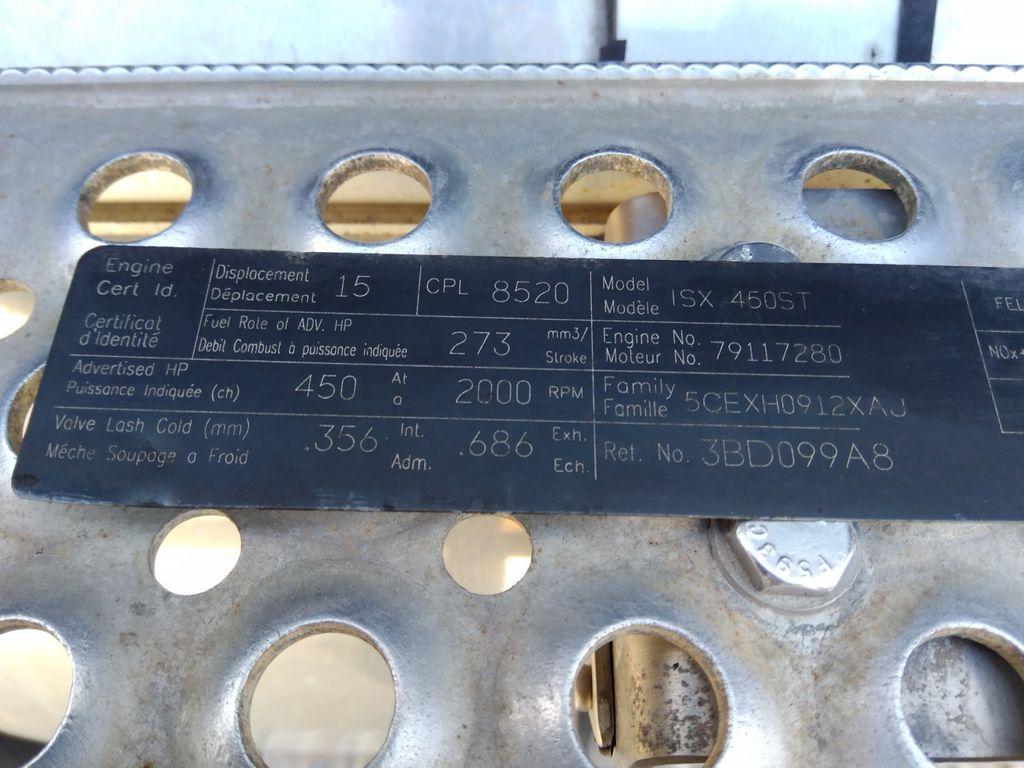 Engine Cert Id.
Certificat d'Identité
Displacement
Déplacement 15
CPL 8520
Model
Modèle ISX 450ST
FEL
Fuel Rate of ADV. HP
Debit Combust à puissance indiquée 273 mm3/ Stroke
Engine No.
Moteur No. 79117280
NOx
Advertised HP
Puissance Indiquée (ch) 450 At a 2000 RPM
Family
Famille 5CEXH0912XAJ
Valve Lash Cold (mm)
Méche Soupage a Froid .356 Int. Adm. .686 Exh. Ech.
Ref. No. 3BD099A8
F5980